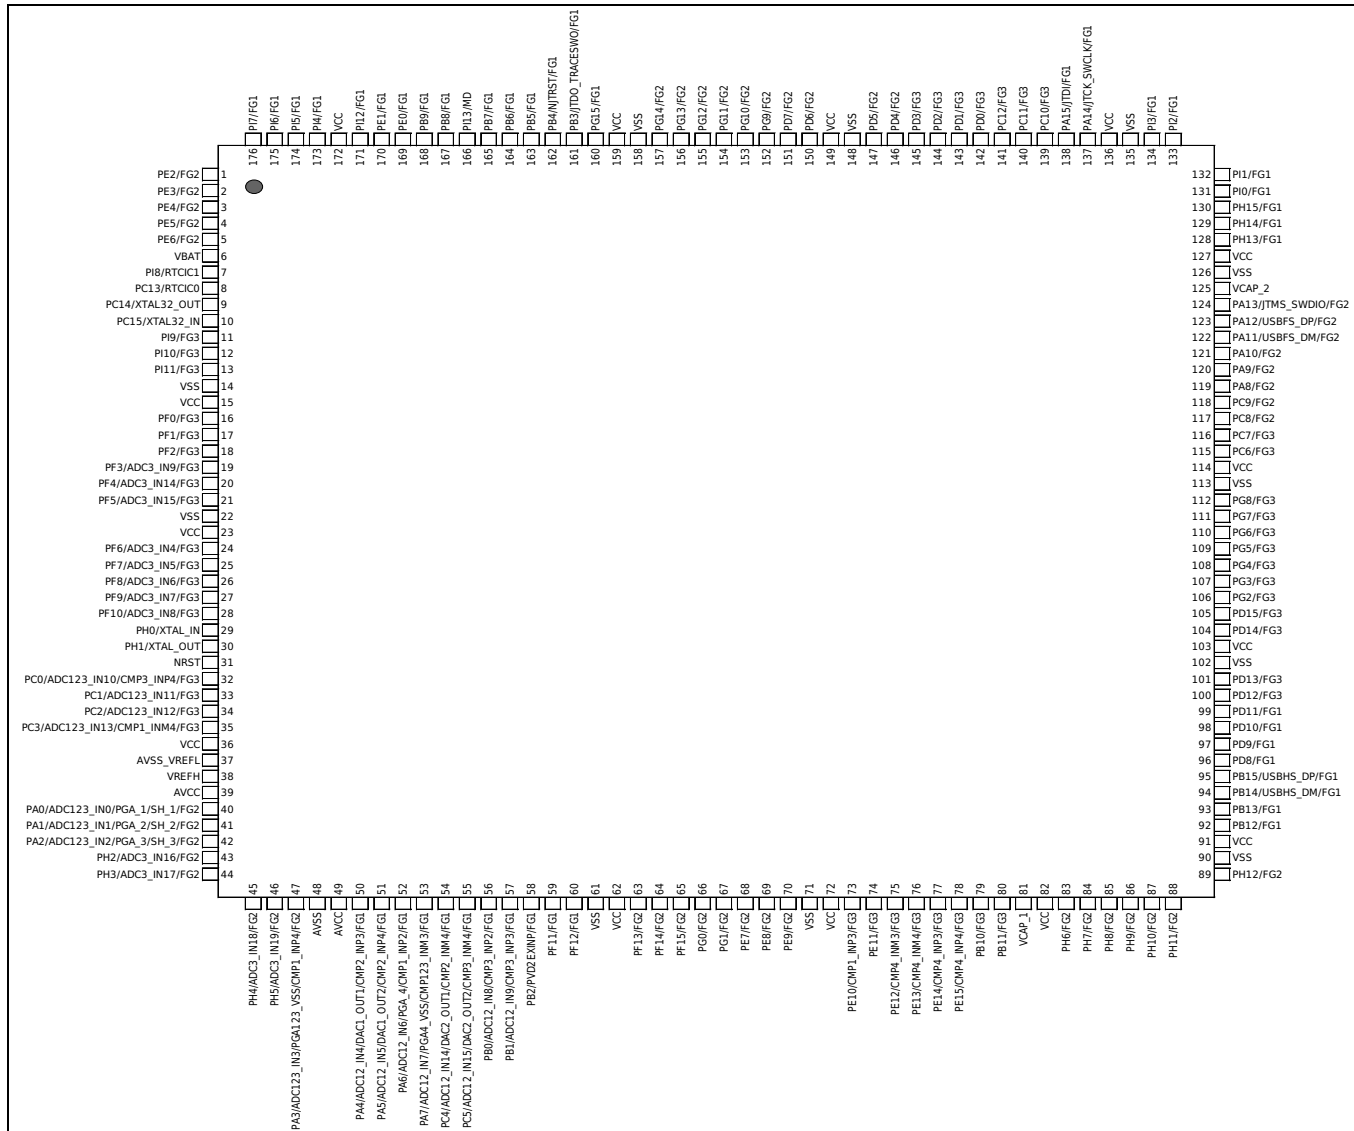 PI7/FG1
PI6/FG1
PI5/FG1
PI4/FG1
VCC
PI12/FG1
PE1/FG1
PE0/FG1
PB9/FG1
PB8/FG1
PI13/MD
PB7/FG1
PB6/FG1
PB5/FG1
PB4/NJTRST/FG1
PB3/JTDO_TRACESWO/FG1
PG15/FG1
VCC
VSS
PG14/FG2
PG13/FG2
PG12/FG2
PG11/FG2
PG10/FG2
PG9/FG2
PD7/FG2
PD6/FG2
VCC
VSS
PD5/FG2
PD4/FG2
PD3/FG3
PD2/FG3
PD1/FG3
PD0/FG3
PC12/FG3
PC11/FG3
PC10/FG3
PA15/JTDI/FG1
PA14/JTCK_SWCLK/FG1
VCC
VSS
PI3/FG1
PI2/FG1
176 175 174 173 172 171 170 169 168 167 166 165 164 163 162 161 160 159 158 157 156 155 154 153 152 151 150 149 148 147 146 145 144 143 142 141 140 139 138 137 136 135 134 133
PE2/FG2 1
PE3/FG2 2
PE4/FG2 3
PE5/FG2 4
PE6/FG2 5
VBAT 6
PI8/RTCIC1 7
PC13/RTCIC0 8
PC14/XTAL32_OUT 9
PC15/XTAL32_IN 10
PI9/FG3 11
PI10/FG3 12
PI11/FG3 13
VSS 14
VCC 15
PF0/FG3 16
PF1/FG3 17
PF2/FG3 18
PF3/ADC3_IN9/FG3 19
PF4/ADC3_IN14/FG3 20
PF5/ADC3_IN15/FG3 21
VSS 22
VCC 23
PF6/ADC3_IN4/FG3 24
PF7/ADC3_IN5/FG3 25
PF8/ADC3_IN6/FG3 26
PF9/ADC3_IN7/FG3 27
PF10/ADC3_IN8/FG3 28
PH0/XTAL_IN 29
PH1/XTAL_OUT 30
NRST 31
PC0/ADC123_IN10/CMP3_INP4/FG3 32
PC1/ADC123_IN11/FG3 33
PC2/ADC123_IN12/FG3 34
PC3/ADC123_IN13/CMP1_INM4/FG3 35
VCC 36
AVSS_VREFL 37
VREFH 38
AVCC 39
PA0/ADC123_IN0/PGA_1/SH_1/FG2 40
PA1/ADC123_IN1/PGA_2/SH_2/FG2 41
PA2/ADC123_IN2/PGA_3/SH_3/FG2 42
PH2/ADC3_IN16/FG2 43
PH3/ADC3_IN17/FG2 44
132 PI1/FG1
131 PI0/FG1
130 PH15/FG1
129 PH14/FG1
128 PH13/FG1
127 VCC
126 VSS
125 VCAP_2
124 PA13/JTMS_SWDIO/FG2
123 PA12/USBFS_DP/FG2
122 PA11/USBFS_DM/FG2
121 PA10/FG2
120 PA9/FG2
119 PA8/FG2
118 PC9/FG2
117 PC8/FG2
116 PC7/FG3
115 PC6/FG3
114 VCC
113 VSS
112 PG8/FG3
111 PG7/FG3
110 PG6/FG3
109 PG5/FG3
108 PG4/FG3
107 PG3/FG3
106 PG2/FG3
105 PD15/FG3
104 PD14/FG3
103 VCC
102 VSS
101 PD13/FG3
100 PD12/FG3
99 PD11/FG1
98 PD10/FG1
97 PD9/FG1
96 PD8/FG1
95 PB15/USBHS_DP/FG1
94 PB14/USBHS_DM/FG1
93 PB13/FG1
92 PB12/FG1
91 VCC
90 VSS
89 PH12/FG2
45 46 47 48 49 50 51 52 53 54 55 56 57 58 59 60 61 62 63 64 65 66 67 68 69 70 71 72 73 74 75 76 77 78 79 80 81 82 83 84 85 86 87 88
PH4/ADC3_IN18/FG2
PH5/ADC3_IN19/FG2
PA3/ADC123_IN3/PGA123_VSS/CMP1_INP4/FG2
AVSS
AVCC
PA4/ADC12_IN4/DAC1_OUT1/CMP2_INP3/FG1
PA5/ADC12_IN5/DAC1_OUT2/CMP2_INP4/FG1
PA6/ADC12_IN6/PGA_4/CMP1_INP2/FG1
PA7/ADC12_IN7/PGA4_VSS/CMP123_INM3/FG1
PC4/ADC12_IN14/DAC2_OUT1/CMP2_INM4/FG1
PC5/ADC12_IN15/DAC2_OUT2/CMP3_INM4/FG1
PB0/ADC12_IN8/CMP3_INP2/FG1
PB1/ADC12_IN9/CMP3_INP3/FG1
PB2/PVD2EXINP/FG1
PF11/FG1
PF12/FG1
VSS
VCC
PF13/FG2
PF14/FG2
PF15/FG2
PG0/FG2
PG1/FG2
PE7/FG2
PE8/FG2
PE9/FG2
VSS
VCC
PE10/CMP1_INP3/FG3
PE11/FG3
PE12/CMP4_INM3/FG3
PE13/CMP4_INM4/FG3
PE14/CMP4_INP3/FG3
PE15/CMP4_INP4/FG3
PB10/FG3
PB11/FG3
VCAP_1
VCC
PH6/FG2
PH7/FG2
PH8/FG2
PH9/FG2
PH10/FG2
PH11/FG2